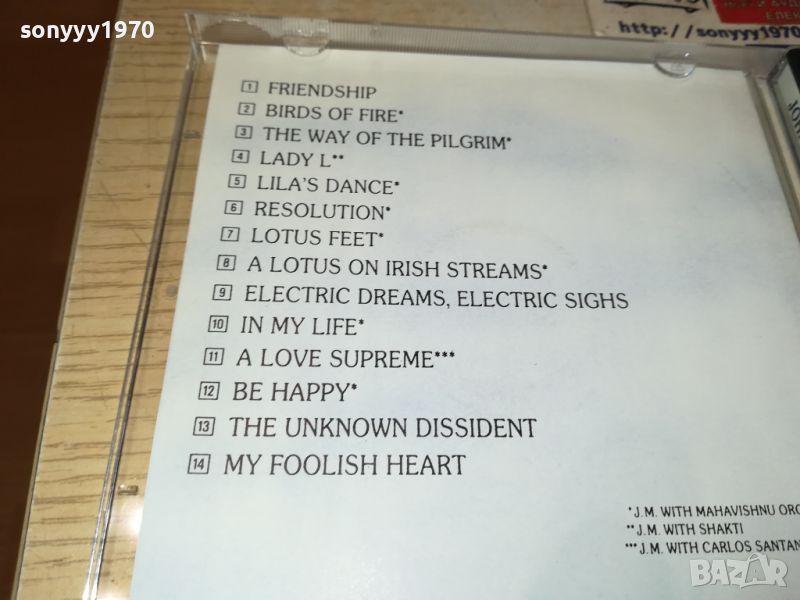 sonyyy1970
http://sonyyy1970
1 FRIENDSHIP
2 BIRDS OF FIRE*
3 THE WAY OF THE PILGRIM*
4 LADY L**
5 LILA'S DANCE*
6 RESOLUTION*
7 LOTUS FEET*
8 A LOTUS ON IRISH STREAMS*
9 ELECTRIC DREAMS, ELECTRIC SIGHS
10 IN MY LIFE*
11 A LOVE SUPREME***
12 BE HAPPY*
13 THE UNKNOWN DISSIDENT
14 MY FOOLISH HEART
*J.M. WITH MAHAVISHNU ORC
**J.M. WITH SHAKTI
***J.M. WITH CARLOS SANTAN
BAZAR